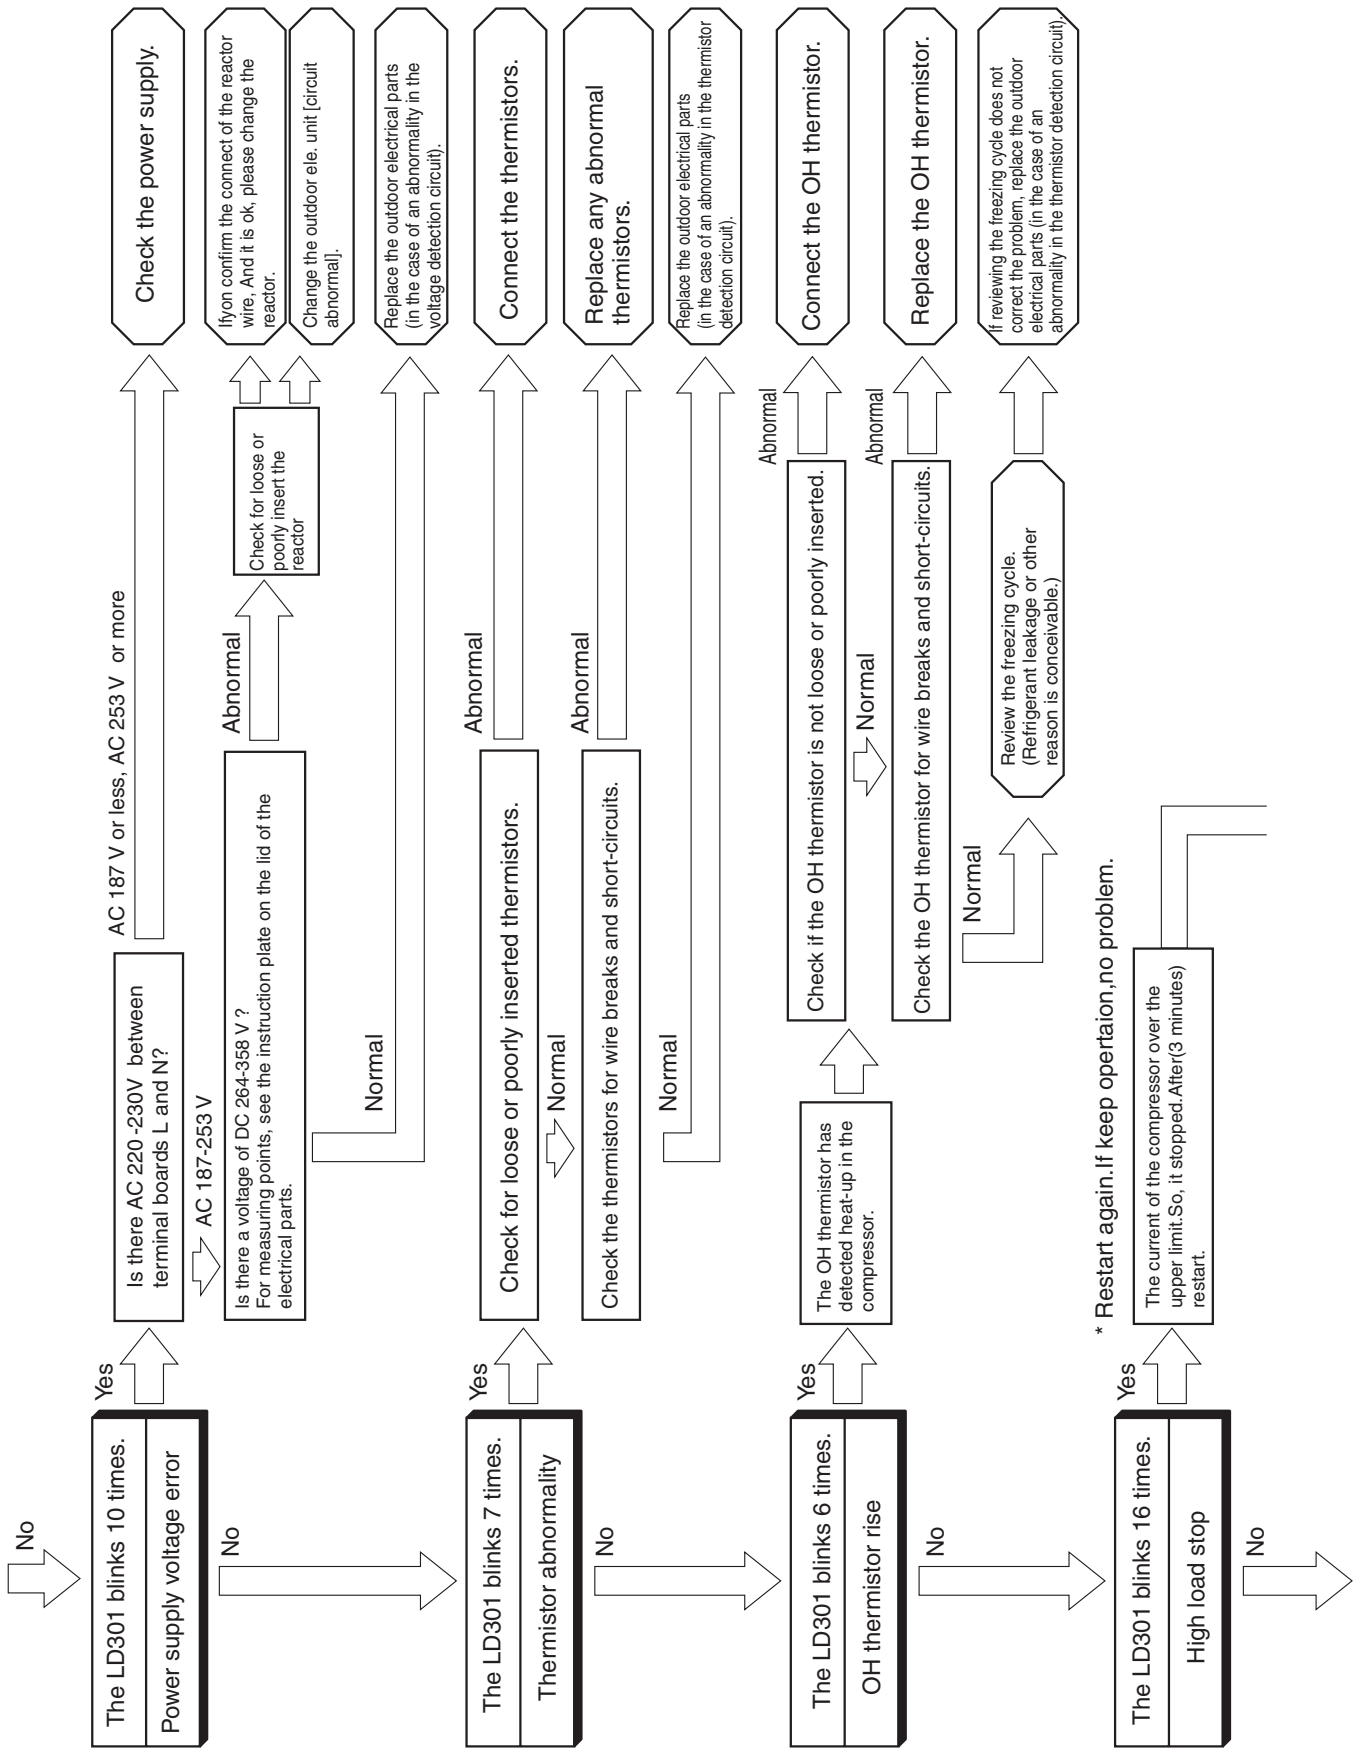 No
The LD301 blinks 10 times.
Power supply voltage error
Yes
Is there AC 220-230V between
terminal boards L and N?
AC 187 V or less, AC 253 V or more
Check the power supply.
AC 187-253 V
Is there a voltage of DC 264-358 V ?
For measuring points, see the instruction plate on the lid of the
electrical parts.
Abnormal
Check for loose or
poorly insert the
reactor
Ifyon confirm the connect of the reactor
wire, And it is ok, please change the
reactor.
Change the outdoor ele. unit [circuit
abnormal].
Normal
Replace the outdoor electrical parts
(in the case of an abnormality in the
voltage detection circuit).
No
The LD301 blinks 7 times.
Thermistor abnormality
Yes
Check for loose or poorly inserted thermistors.
Abnormal
Connect the thermistors.
Normal
Check the thermistors for wire breaks and short-circuits.
Abnormal
Replace any abnormal
thermistors.
Normal
Replace the outdoor electrical parts
(in the case of an abnormality in the thermistor
detection circuit).
No
The LD301 blinks 6 times.
OH thermistor rise
Yes
The OH thermistor has
detected heat-up in the
compressor.
Check if the OH thermistor is not loose or poorly inserted.
Abnormal
Connect the OH thermistor.
Normal
Check the OH thermistor for wire breaks and short-circuits.
Abnormal
Replace the OH thermistor.
Normal
Review the freezing cycle.
(Refrigerant leakage or other
reason is conceivable.)
If reviewing the freezing cycle does not
correct the problem, replace the outdoor
electrical parts (in the case of an
abnormality in the thermistor detection circuit).
No
The LD301 blinks 16 times.
High load stop
Yes
* Restart again.If keep opertaion,no problem.
The current of the compressor over the
upper limit.So, it stopped.After(3 minutes)
restart.
No